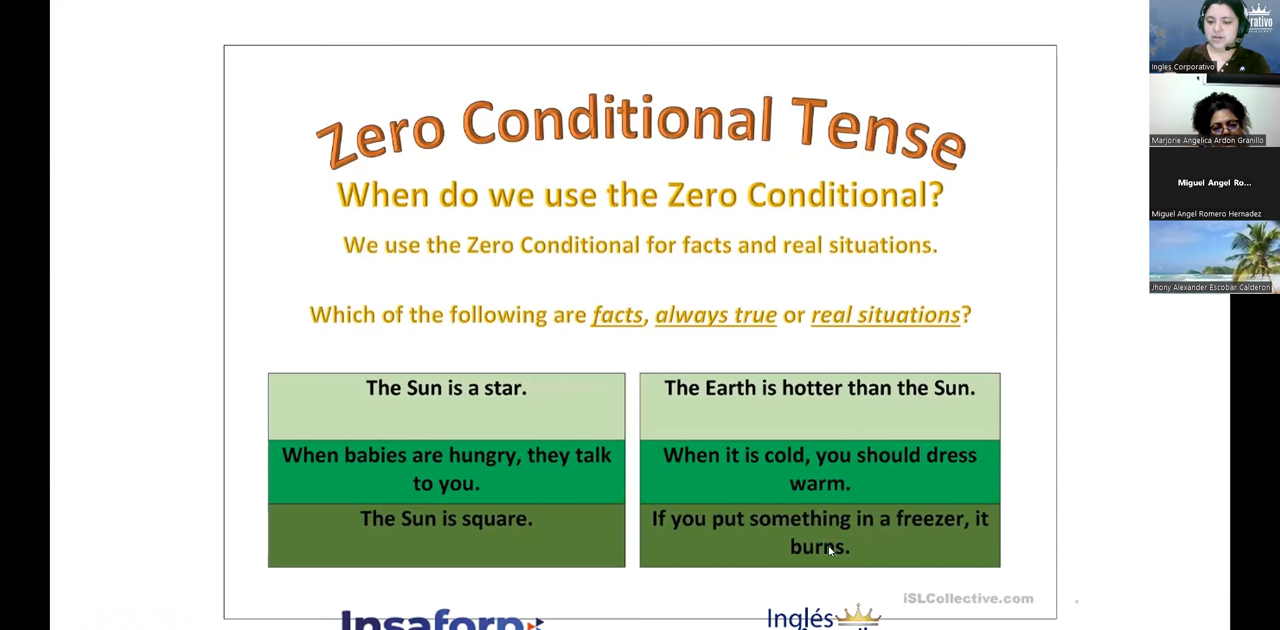 Zero Conditional Tense
When do we use the Zero Conditional?
We use the Zero Conditional for facts and real situations.
Which of the following are facts, always true or real situations?
The Sun is a star.
The Earth is hotter than the Sun.
When babies are hungry, they talk
to you.
When it is cold, you should dress
warm.
The Sun is square.
If you put something in a freezer, it
burns.
iSLCollective.com
Insaforp
Inglés
rativo
Ingles Corporativo
Marjorie Angelica Ardon Granillo
Miguel Angel Ro...
Miguel Angel Romero Hernadez
Jhony Alexander Escobar Calderon